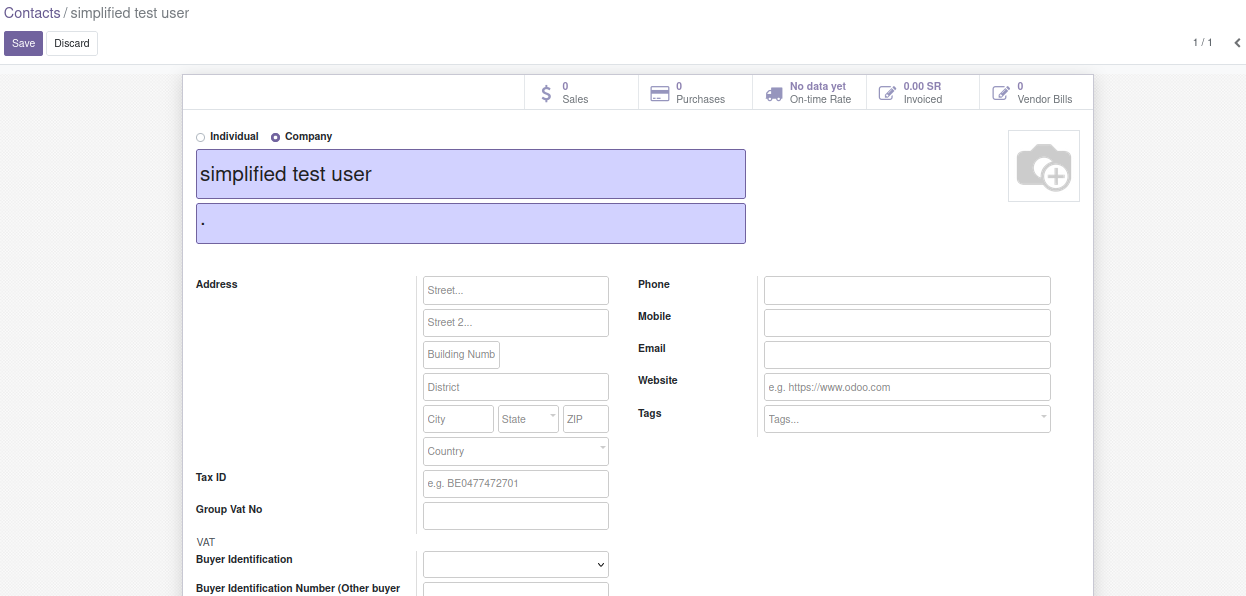 Contacts / simplified test user
Save Discard 1 / 1
0 Sales
0 Purchases
No data yet On-time Rate
0.00 SR Invoiced
0 Vendor Bills
Individual Company
simplified test user
.
Address
Street...
Street 2...
Building Numb
District
City State ZIP
Country
Tax ID e.g. BE0477472701
Group Vat No
VAT
Buyer Identification
Buyer Identification Number (Other buyer
Phone
Mobile
Email
Website e.g. https://www.odoo.com
Tags Tags...